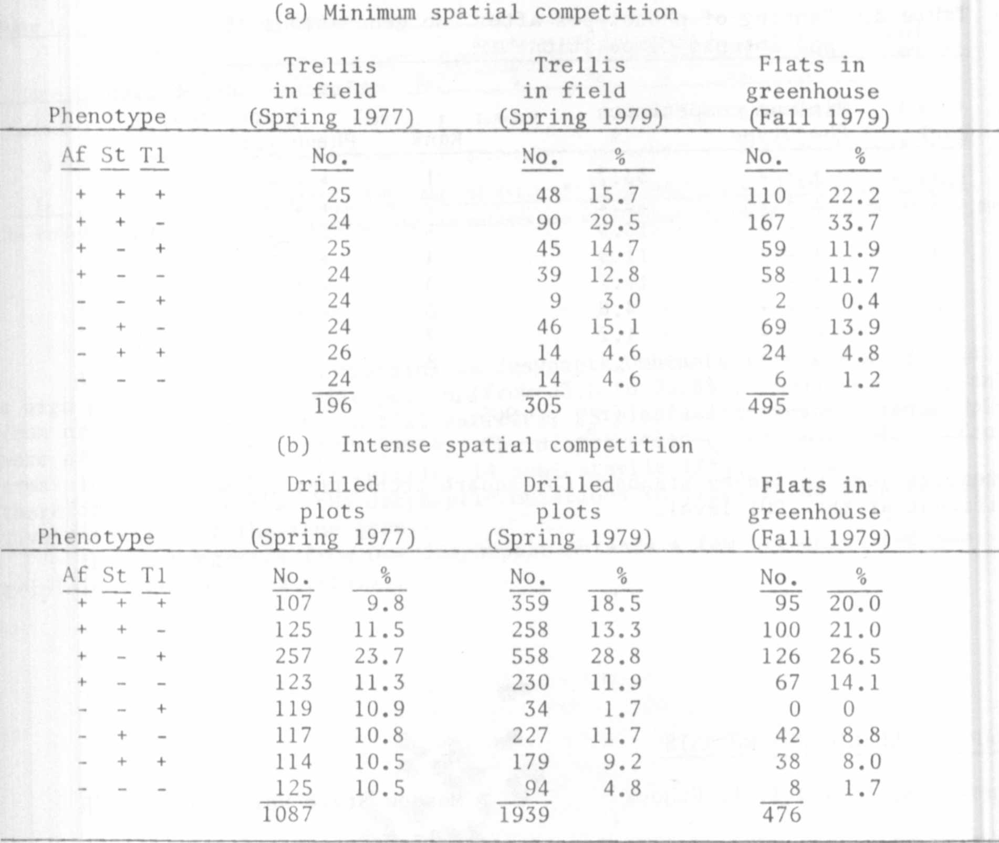 (a) Minimum spatial competition
Trellis Trellis Flats in
in field in field greenhouse
Phenotype (Spring 1977) (Spring 1979) (Fall 1979)
Af St Tl No. No. % No. %
+ + + 25 48 15.7 110 22.2
+ + - 24 90 29.5 167 33.7
+ - + 25 45 14.7 59 11.9
+ - - 24 39 12.8 58 11.7
- - + 24 9 3.0 2 0.4
- + - 24 46 15.1 69 13.9
- + + 26 14 4.6 24 4.8
- - - 24 14 4.6 6 1.2
196 305 495
(b) Intense spatial competition
Drilled Drilled Flats in
plots plots greenhouse
Phenotype (Spring 1977) (Spring 1979) (Fall 1979)
Af St Tl No. % No. % No. %
+ + + 107 9.8 359 18.5 95 20.0
+ + - 125 11.5 258 13.3 100 21.0
+ - + 257 23.7 558 28.8 126 26.5
+ - - 123 11.3 230 11.9 67 14.1
- - + 119 10.9 34 1.7 0 0
- + - 117 10.8 227 11.7 42 8.8
- + + 114 10.5 179 9.2 38 8.0
- - - 125 10.5 94 4.8 8 1.7
1087 1939 476